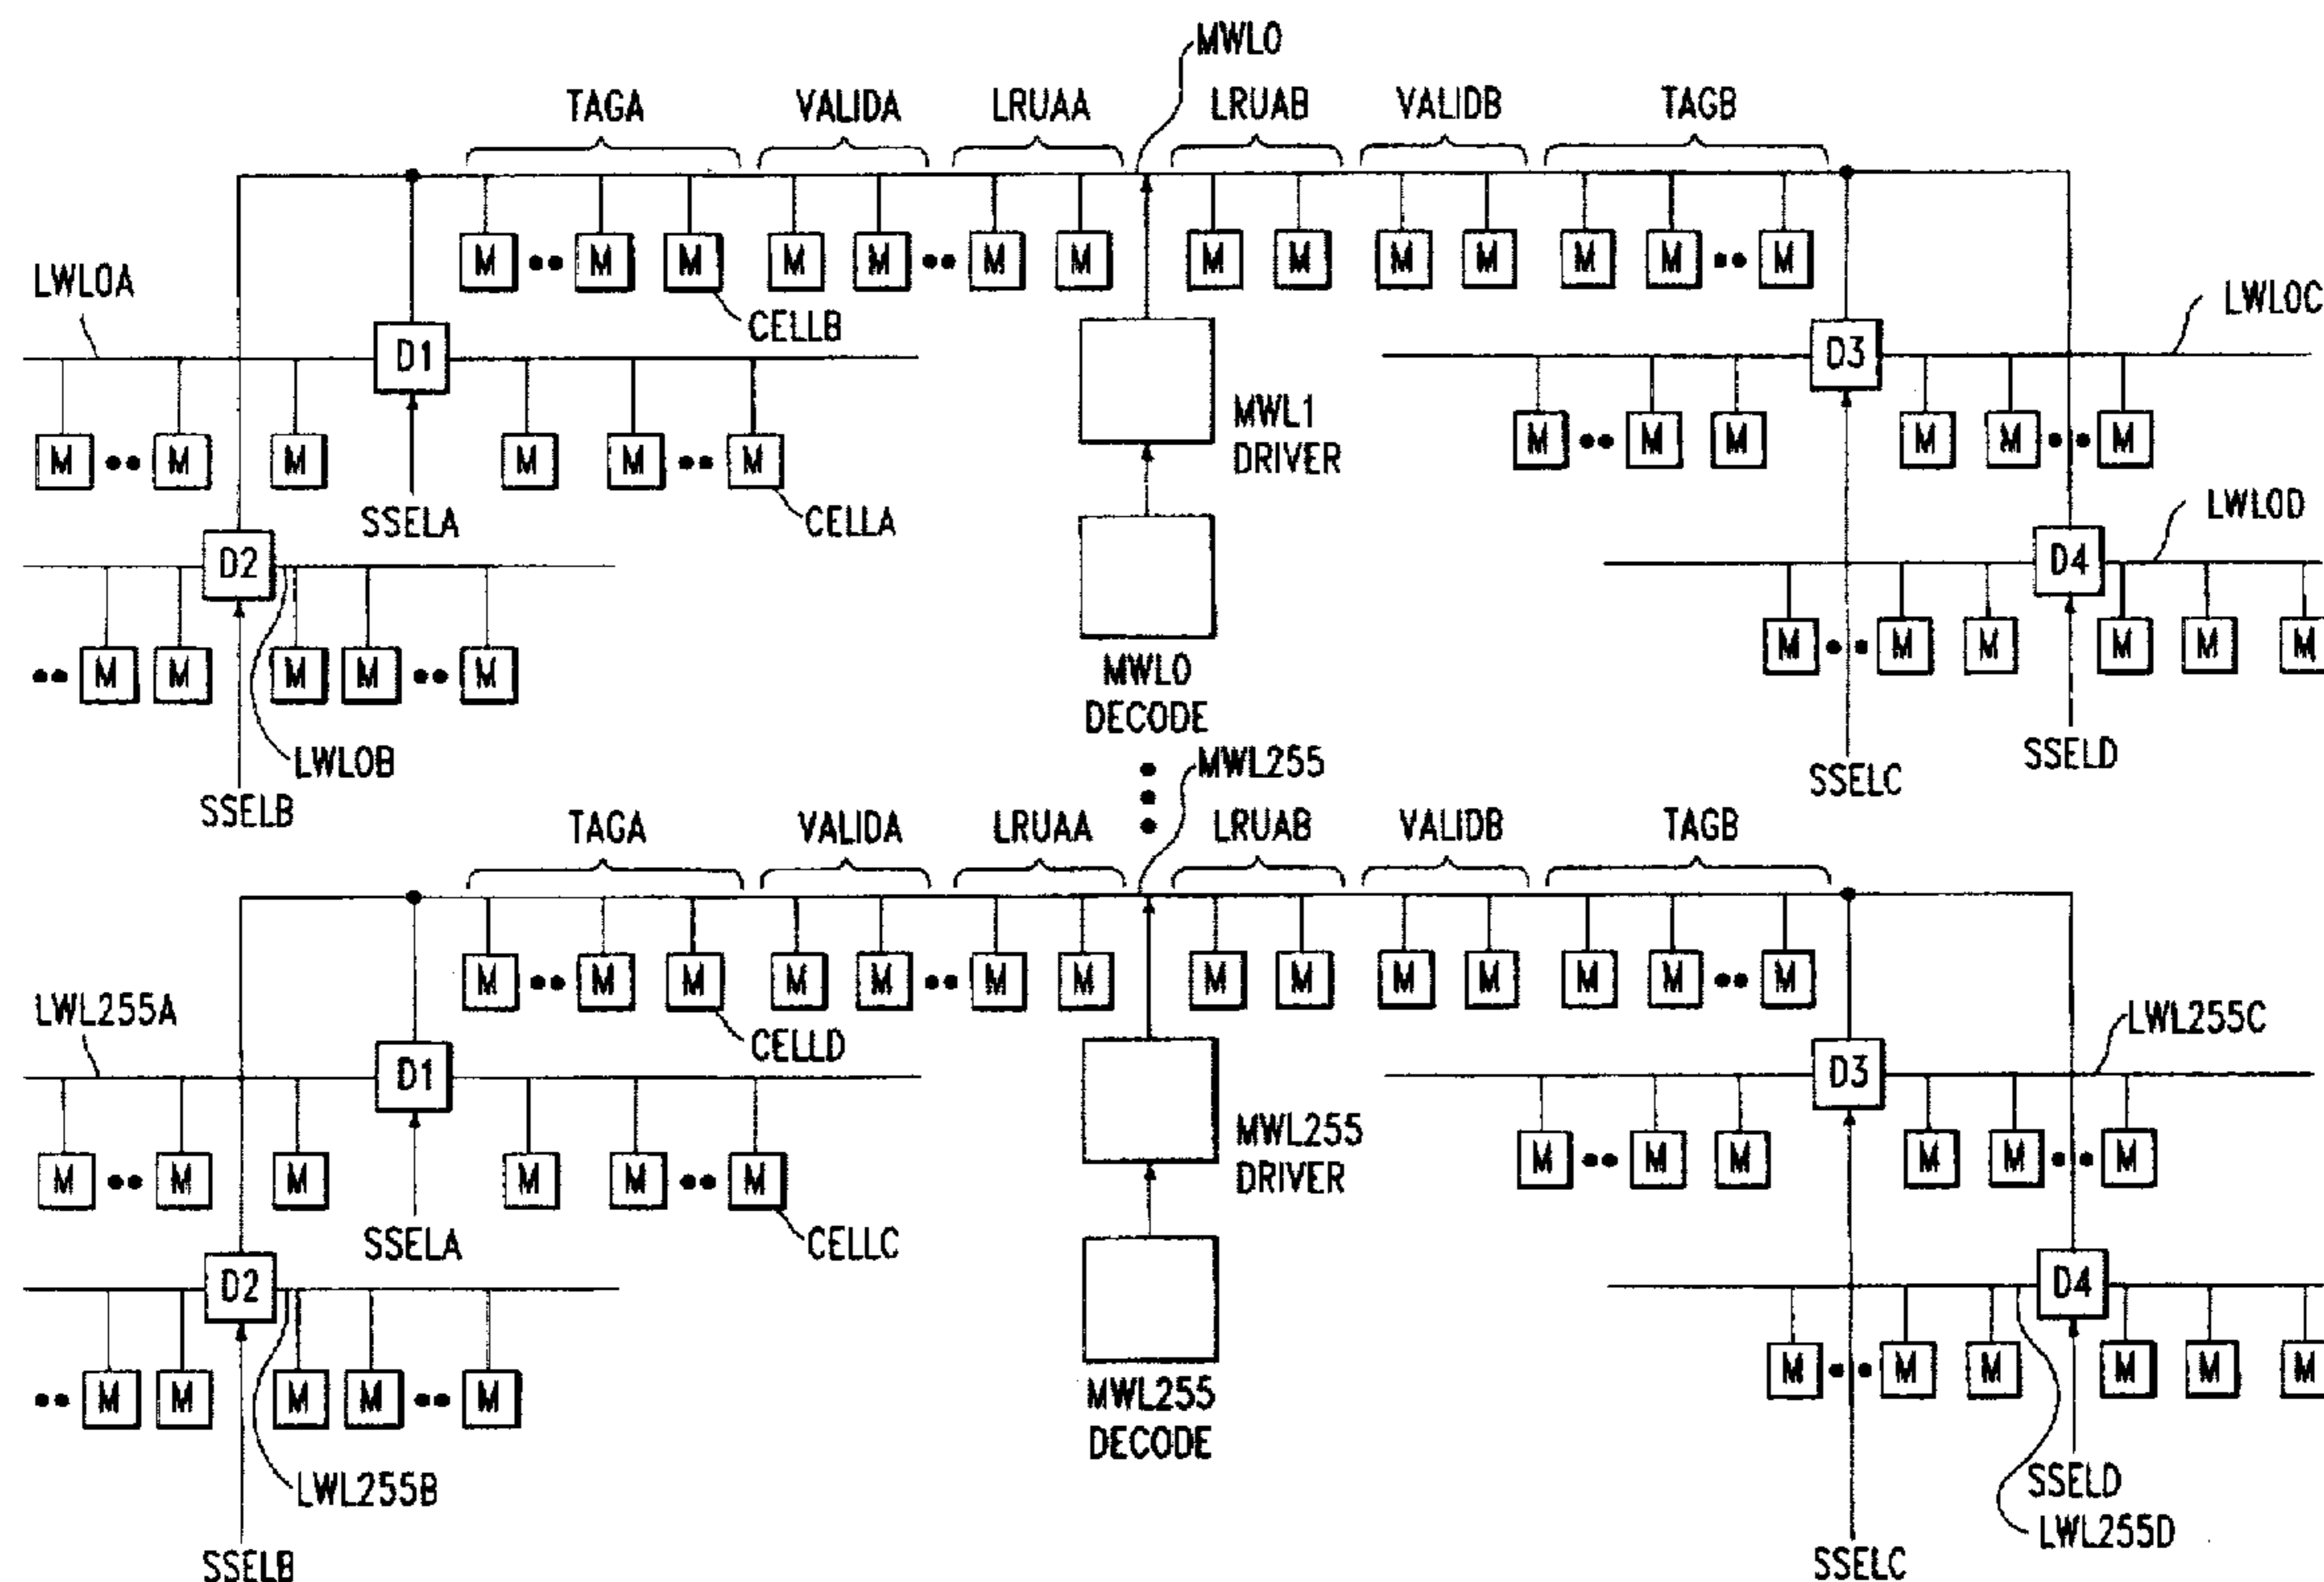 MWL0
TAGA VALIDA LRUAA LRUAB VALIDB TAGB
M M M M M M M M M M M M M M
LWL0A
CELLB
LWL0C
D1
D3
MWL1
DRIVER
M M M M M M
M M M M M M
SSELA
CELLA
LWL0D
D2
D4
M M M M M
M M M M M M
MWL0
DECODE
LWL0B
SSELB
MWL255
SSELC
SSELD
TAGA VALIDA LRUAA LRUAB VALIDB TAGB
M M M M M M M M M M M M M M
LWL255A
CELLD
LWL255C
D1
D3
MWL255
DRIVER
M M M M M M
M M M M M M
SSELA
CELLC
D2
D4
M M M M M
M M M M M M
MWL255
DECODE
LWL255B
SSELD
LWL255D
SSELB
SSELC